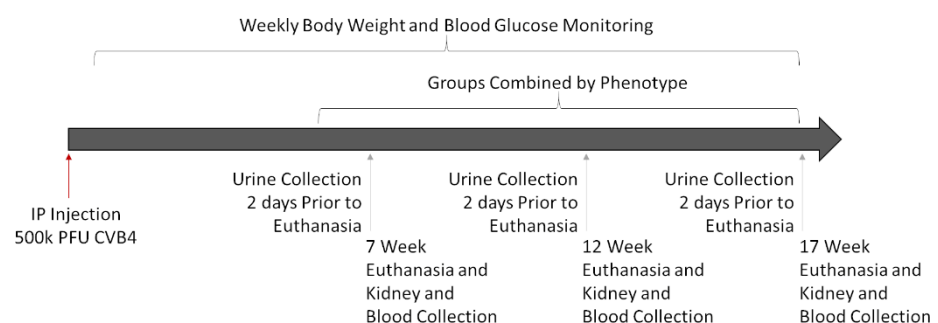 Weekly Body Weight and Blood Glucose Monitoring
Groups Combined by Phenotype
IP Injection
500k PFU CVB4
Urine Collection
2 days Prior to
Euthanasia
7 Week
Euthanasia and
Kidney and
Blood Collection
Urine Collection
2 days Prior to
Euthanasia
12 Week
Euthanasia and
Kidney and
Blood Collection
Urine Collection
2 days Prior to
Euthanasia
17 Week
Euthanasia and
Kidney and
Blood Collection